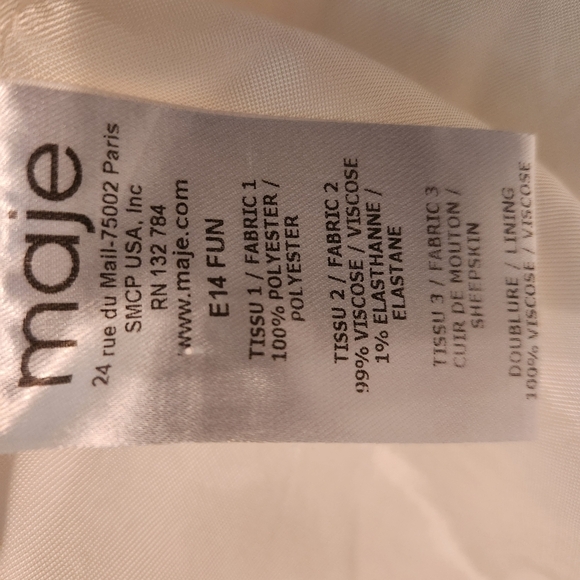 maje
24 rue du Mail-75002 Paris
SMCP USA, Inc
RN 132 784
www.maje.com
E14 FUN
TISSU 1 / FABRIC 1
100% POLYESTER /
POLYESTER
TISSU 2 / FABRIC 2
99% VISCOSE / VISCOSE
1% ELASTHANNE /
ELASTANE
TISSU 3 / FABRIC 3
CUIR DE MOUTON /
SHEEPSKIN
DOUBLURE / LINING
100% VISCOSE / VISCOSE